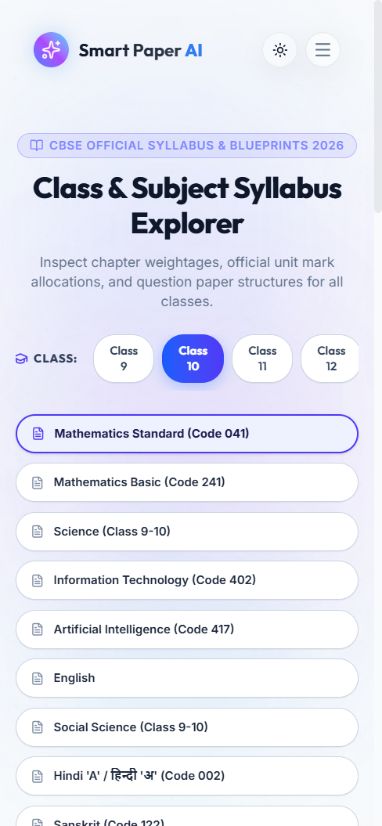 Smart Paper AI
CBSE OFFICIAL SYLLABUS & BLUEPRINTS 2026
Class & Subject Syllabus
Explorer
Inspect chapter weightages, official unit mark
allocations, and question paper structures for all
classes.
CLASS:
Class
9
Class
10
Class
11
Class
12
Mathematics Standard (Code 041)
Mathematics Basic (Code 241)
Science (Class 9-10)
Information Technology (Code 402)
Artificial Intelligence (Code 417)
English
Social Science (Class 9-10)
Hindi 'A' / हिन्दी 'अ' (Code 002)
Sanskrit (Code 122)